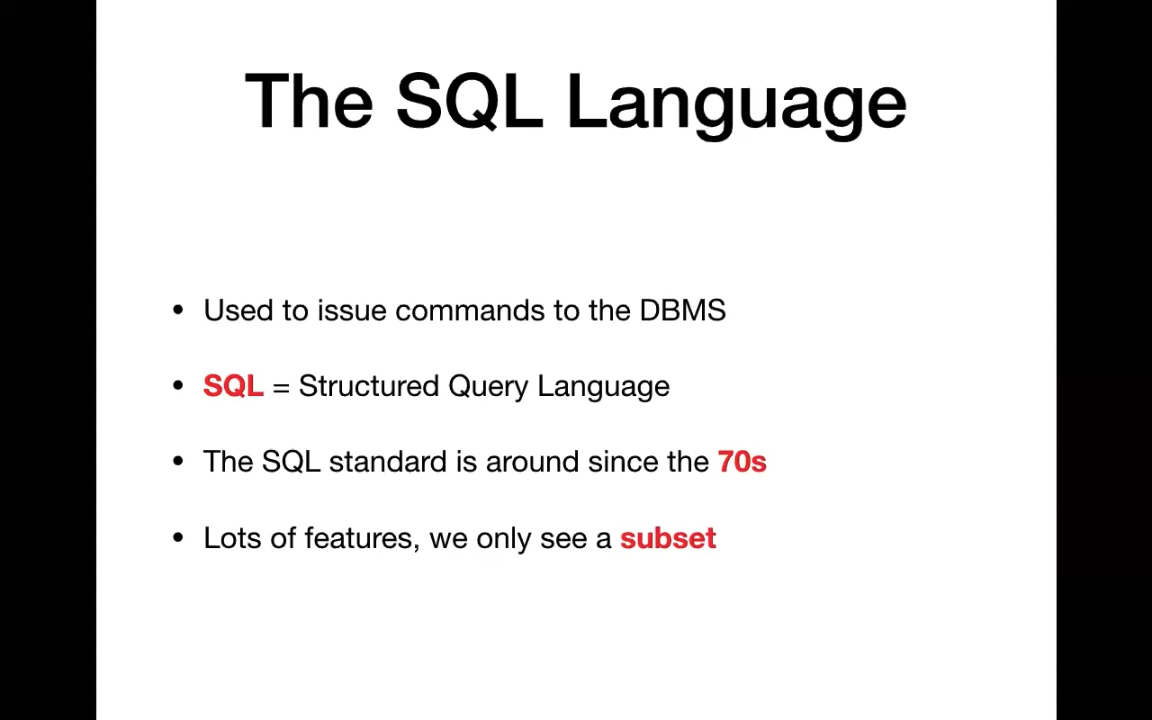 The SQL Language
• Used to issue commands to the DBMS
• SQL = Structured Query Language
• The SQL standard is around since the 70s
• Lots of features, we only see a subset